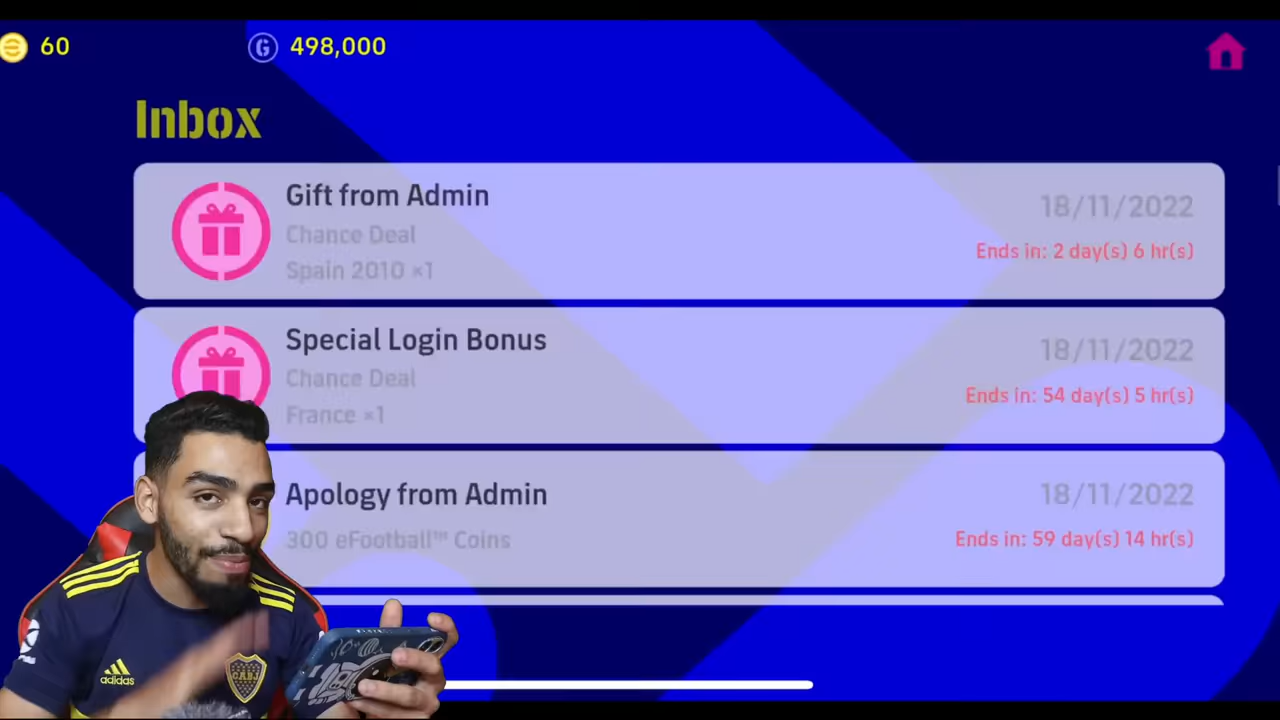 60
498,000
Inbox
Gift from Admin
18/11/2022
Chance Deal
Ends in: 2 day(s) 6 hr(s)
Spain 2010 ×1
Special Login Bonus
18/11/2022
Chance Deal
Ends in: 54 day(s) 5 hr(s)
France ×1
Apology from Admin
18/11/2022
300 eFootball™ Coins
Ends in: 59 day(s) 14 hr(s)
adidas
CABJ